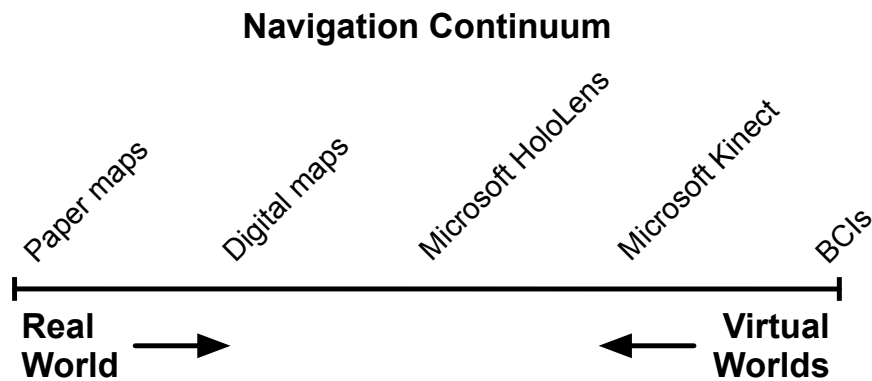 Navigation Continuum
Paper maps
Digital maps
Microsoft HoloLens
Microsoft Kinect
BCIs
Real
World
Virtual
Worlds